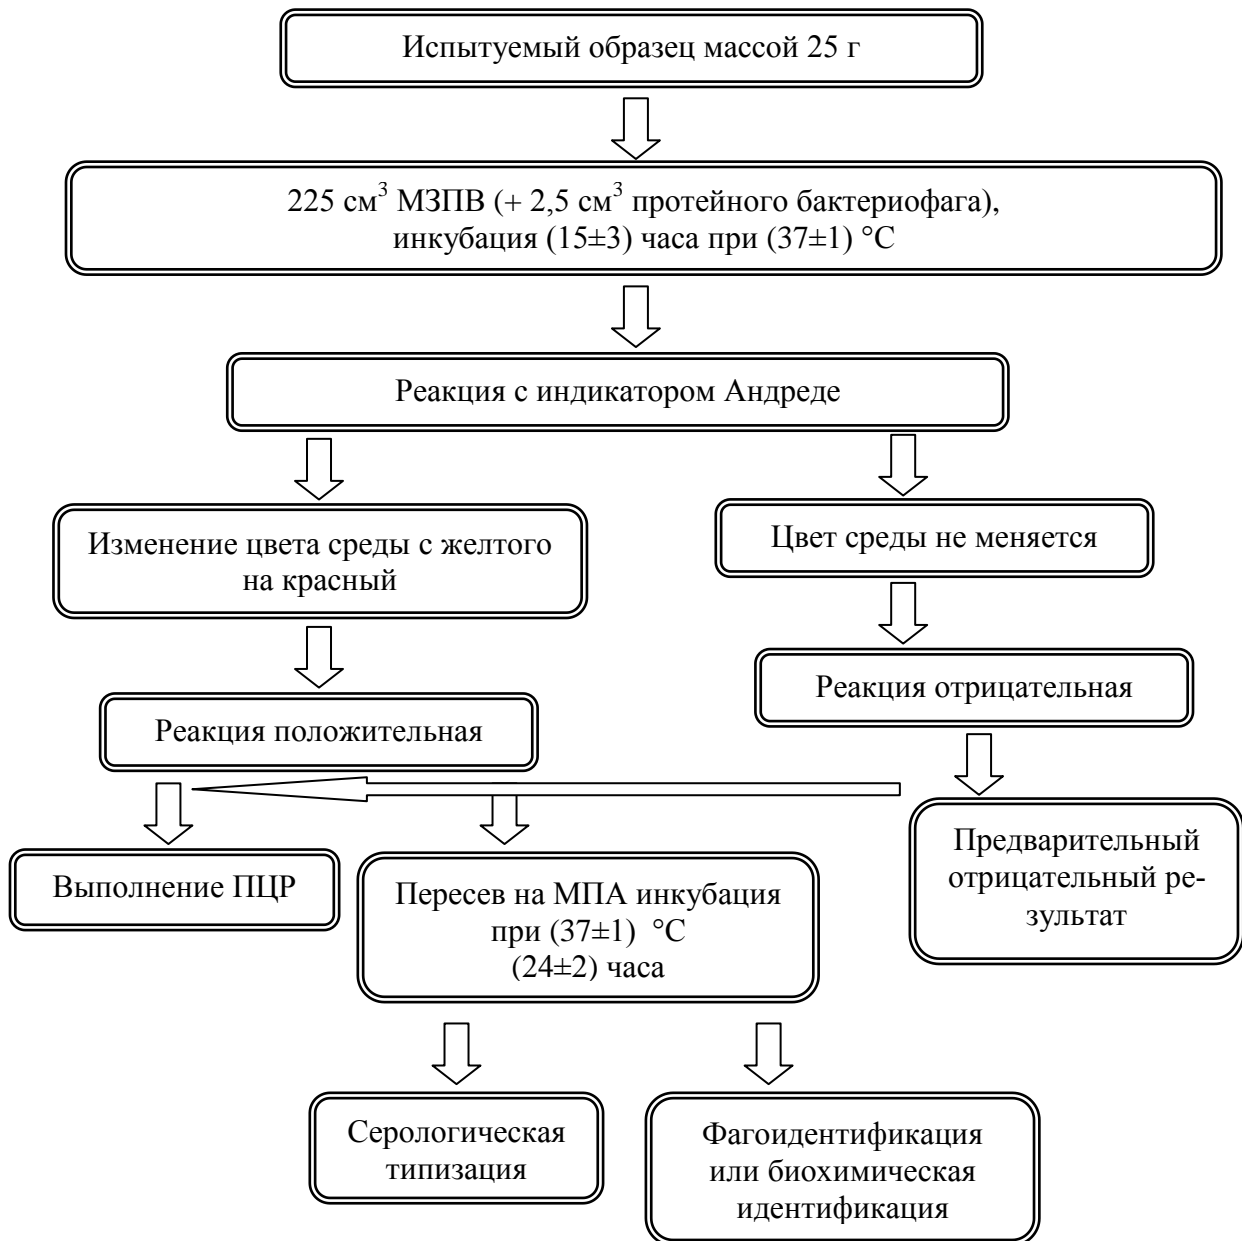 Испытуемый образец массой 25 г
225 см³ МЗПВ (+ 2,5 см³ протейного бактериофага),
инкубация (15±3) часа при (37±1) °С
Реакция с индикатором Андреде
Изменение цвета среды с желтого
на красный
Цвет среды не меняется
Реакция отрицательная
Реакция положительная
Выполнение ПЦР
Пересев на МПА инкубация
при (37±1) °С
(24±2) часа
Предварительный
отрицательный ре-
зультат
Серологическая
типизация
Фагоидентификация
или биохимическая
идентификация